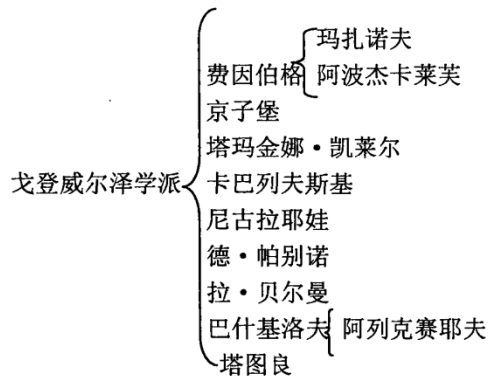 玛扎诺夫
费因伯格
阿波杰卡莱芙
京子堡
塔玛金娜·凯莱尔
戈登威尔泽学派
卡巴列夫斯基
尼古拉耶娃
德·帕别诺
拉·贝尔曼
巴什基洛夫
阿列克赛耶夫
塔图良